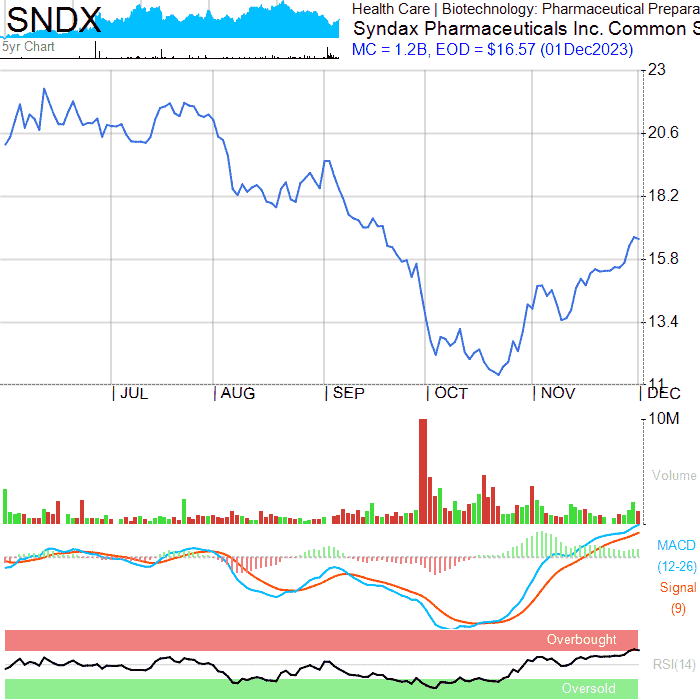 SNDX
5yr Chart
Health Care | Biotechnology: Pharmaceutical Prepara
Syndax Pharmaceuticals Inc. Common S
MC = 1.2B, EOD = $16.57 (01Dec2023)
23
20.6
18.2
15.8
13.4
11
JUL AUG SEP OCT NOV DEC
10M
Volume
MACD
(12-26)
Signal
(9)
Overbought
RSI(14)
Oversold